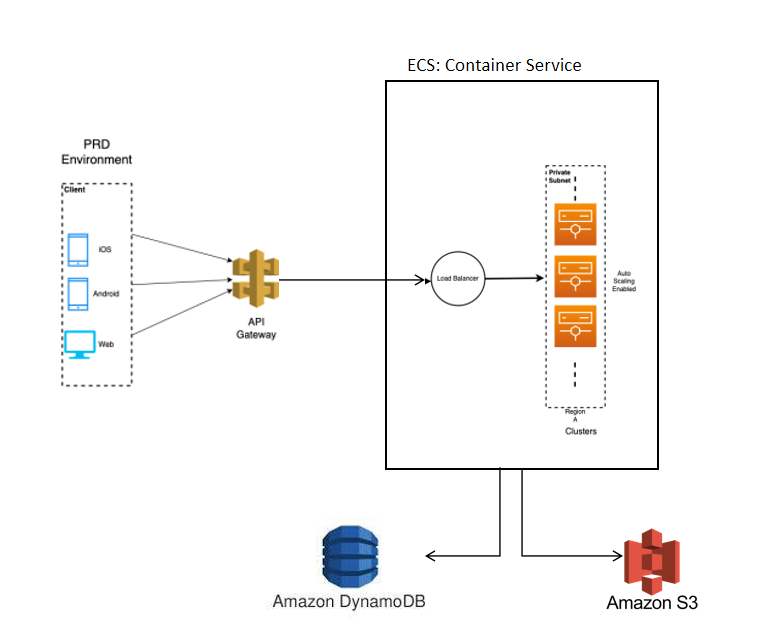 ECS: Container Service
PRD
Environment
Client
iOS
Android
Web
API
Gateway
Load Balancer
Private
Subnet
Auto
Scaling
Enabled
Region
A
Clusters
Amazon DynamoDB
Amazon S3